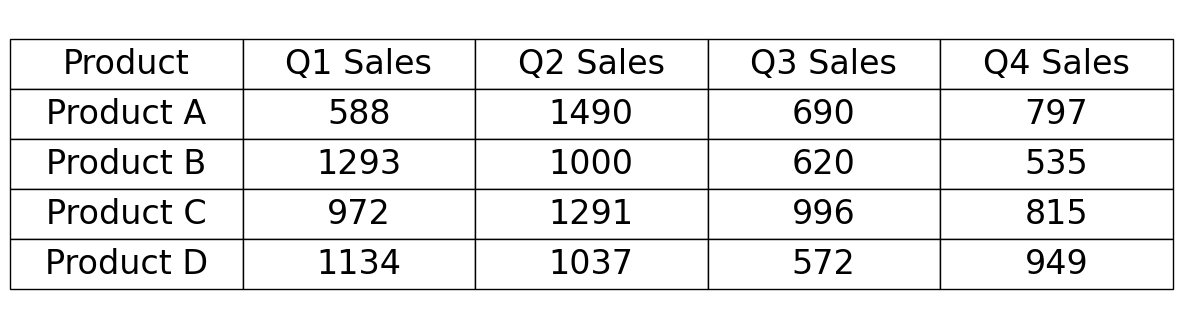 Product Q1 Sales Q2 Sales Q3 Sales Q4 Sales
Product A 588 1490 690 797
Product B 1293 1000 620 535
Product C 972 1291 996 815
Product D 1134 1037 572 949